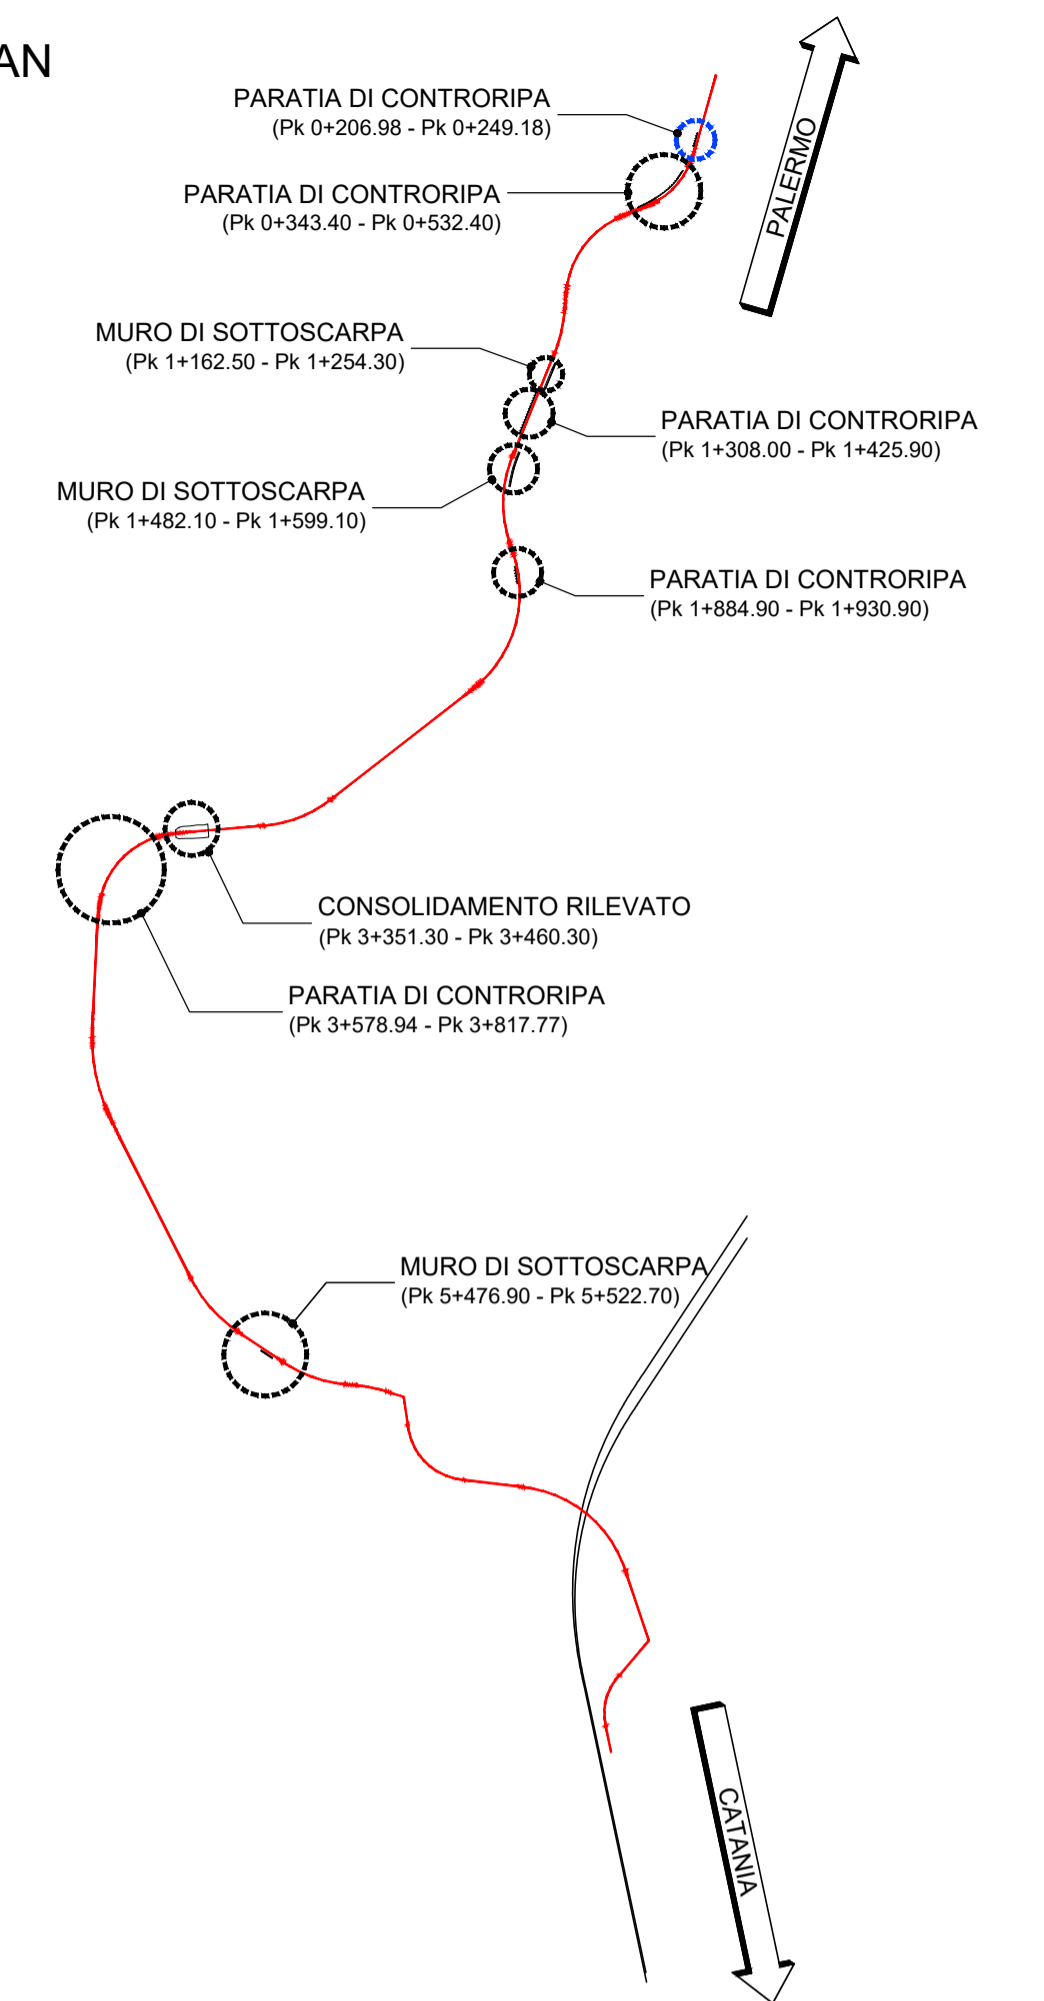 AN
PARATIA DI CONTRORIPA
(Pk 0+206.98 - Pk 0+249.18)
PALERMO
PARATIA DI CONTRORIPA
(Pk 0+343.40 - Pk 0+532.40)
MURO DI SOTTOSCARPA
(Pk 1+162.50 - Pk 1+254.30)
PARATIA DI CONTRORIPA
(Pk 1+308.00 - Pk 1+425.90)
MURO DI SOTTOSCARPA
(Pk 1+482.10 - Pk 1+599.10)
PARATIA DI CONTRORIPA
(Pk 1+884.90 - Pk 1+930.90)
CONSOLIDAMENTO RILEVATO
(Pk 3+351.30 - Pk 3+460.30)
PARATIA DI CONTRORIPA
(Pk 3+578.94 - Pk 3+817.77)
MURO DI SOTTOSCARPA
(Pk 5+476.90 - Pk 5+522.70)
CATANIA